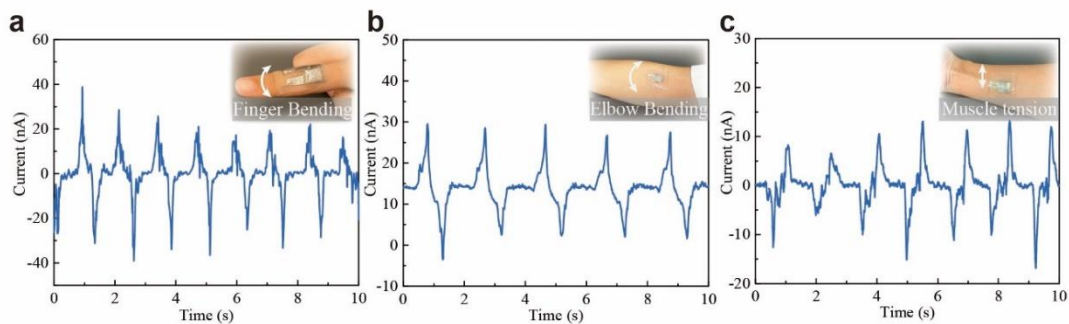 a
Current (nA)
60
40
20
0
-20
-40
0 2 4 6 8 10
Time (s)
Finger Bending
b
Current (nA)
50
40
30
20
10
0
-10
0 2 4 6 8 10
Time (s)
Elbow Bending
c
Current (nA)
30
20
10
0
-10
-20
0 2 4 6 8 10
Time (s)
Muscle tension